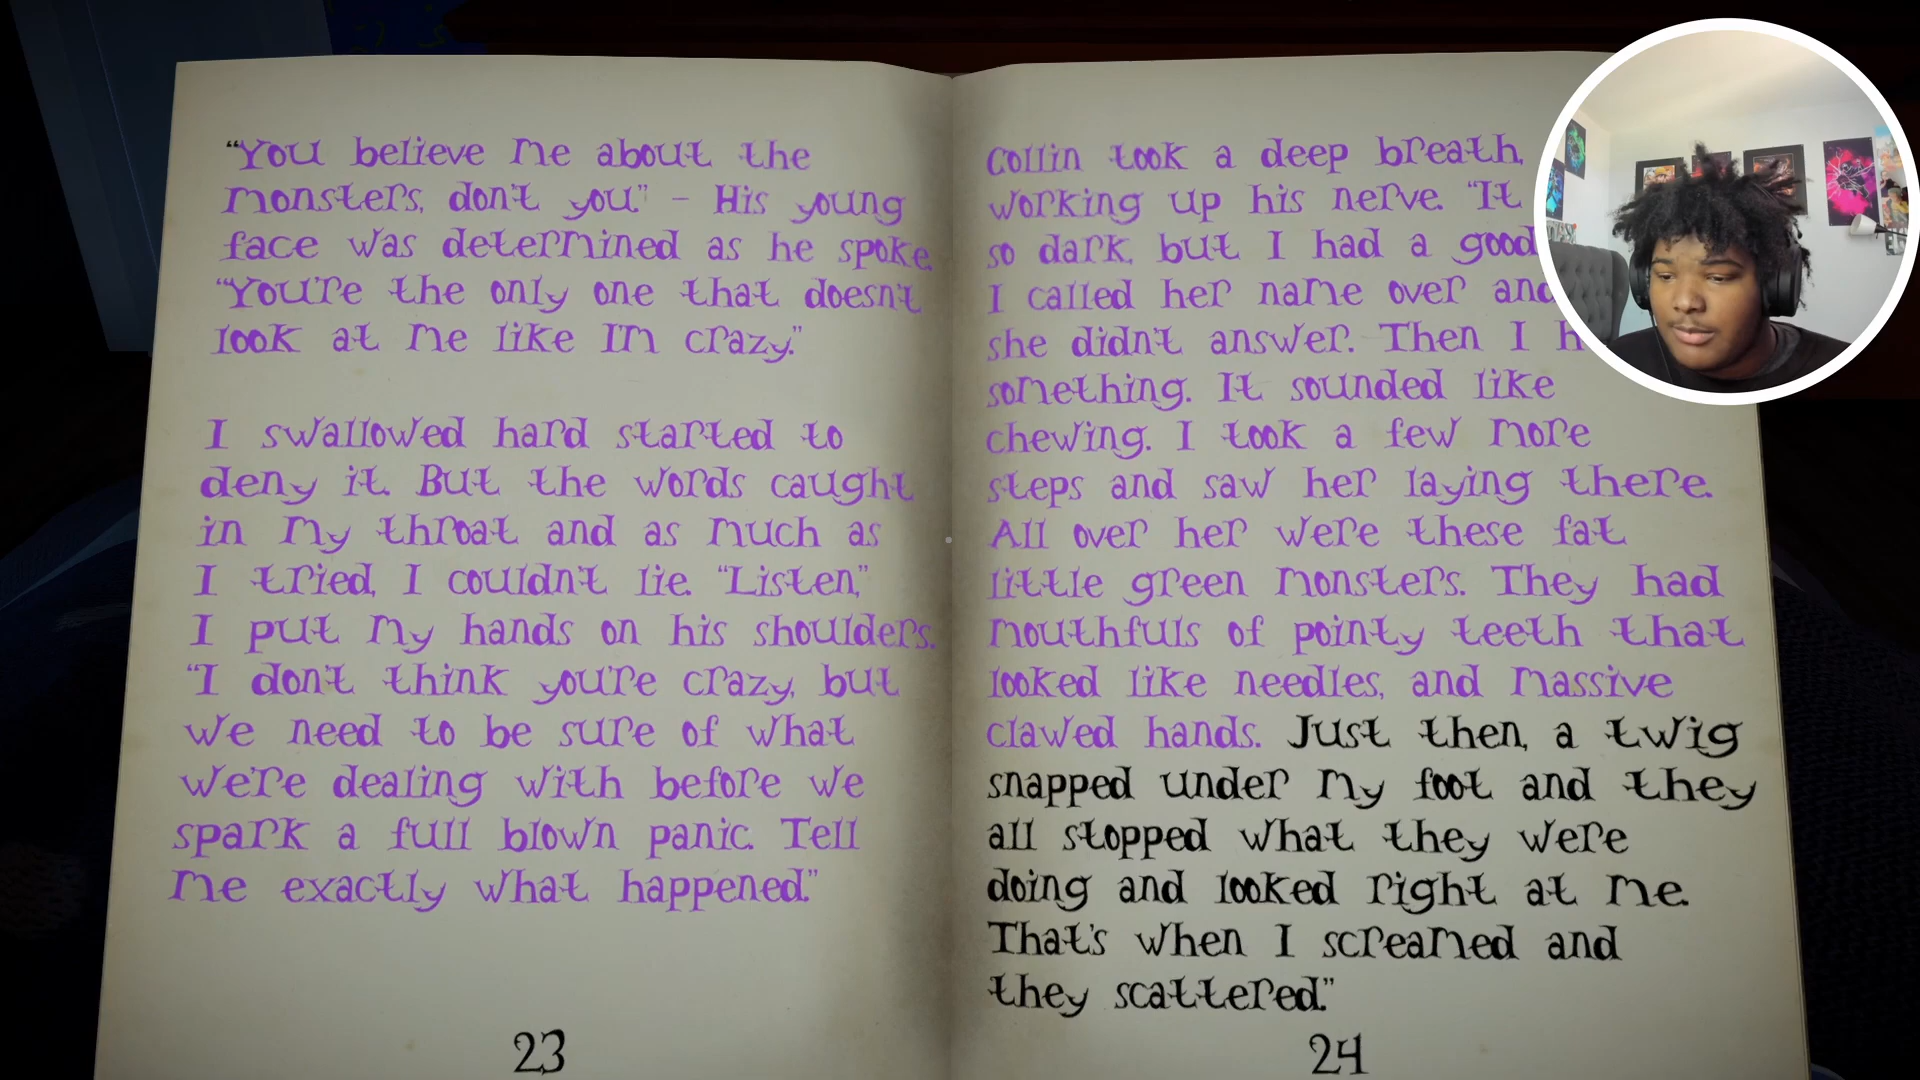 “You believe me about the
monsters, don't you" - His young
face was determined as he spoke.
"You're the only one that doesn't
look at me like I'm crazy."
I swallowed hard started to
deny it. But the words caught
in my throat and as much as
I tried, I couldn't lie. "Listen,"
I put my hands on his shoulders.
"I don't think you're crazy, but
we need to be sure of what
we're dealing with before we
spark a full blown panic. Tell
me exactly what happened."
23
Collin took a deep breath,
working up his nerve. "It
so dark, but I had a good
I called her name over and
she didn't answer. Then I
something. It sounded like
chewing. I took a few more
steps and saw her laying there.
All over her were these fat
little green monsters. They had
mouthfuls of pointy teeth that
looked like needles, and massive
clawed hands. Just then, a twig
snapped under my foot and they
all stopped what they were
doing and looked right at me.
That's when I screamed and
they scattered."
24